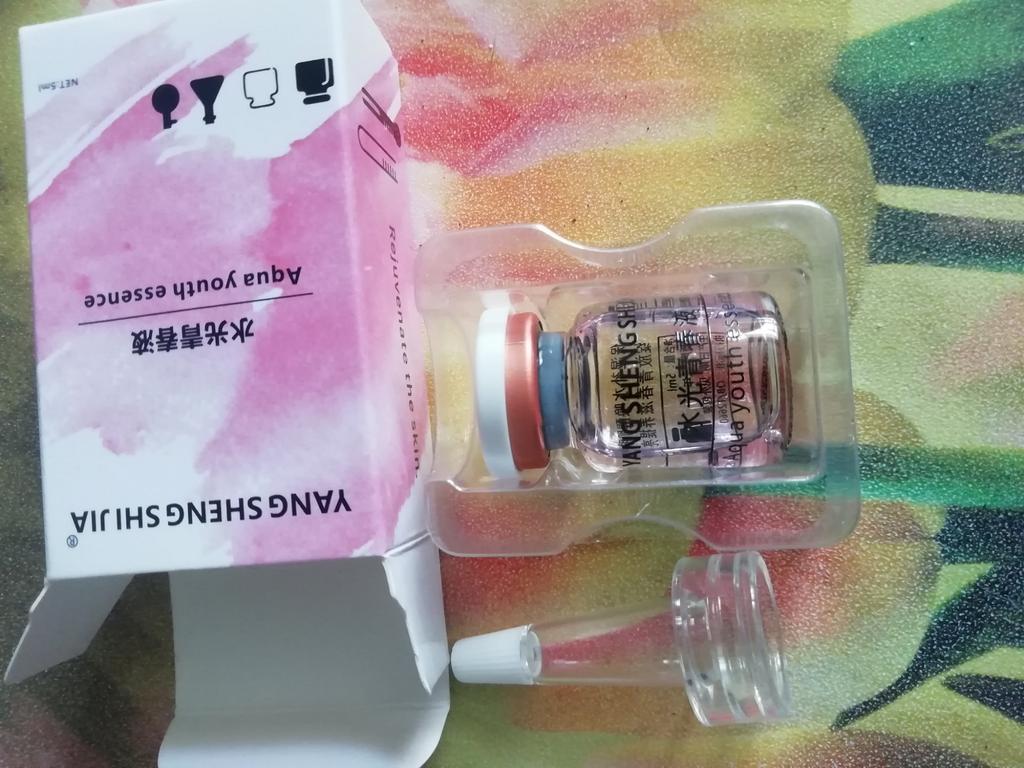 YANG SHENG SHI JIA®
水光青春液
Aqua youth essence
NET:5ml
Rejuvenate the skin.
YANG SHENG SHI
水光青春液
Aqua youth essen